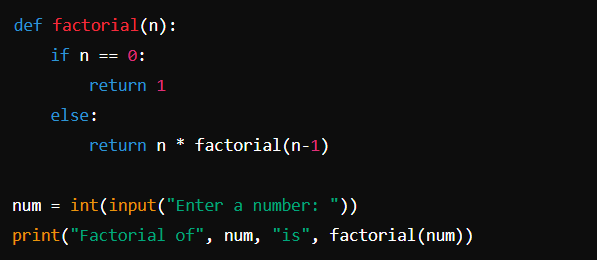 def factorial(n):
    if n == 0:
        return 1
    else:
        return n * factorial(n-1)

num = int(input("Enter a number: "))
print("Factorial of", num, "is", factorial(num))